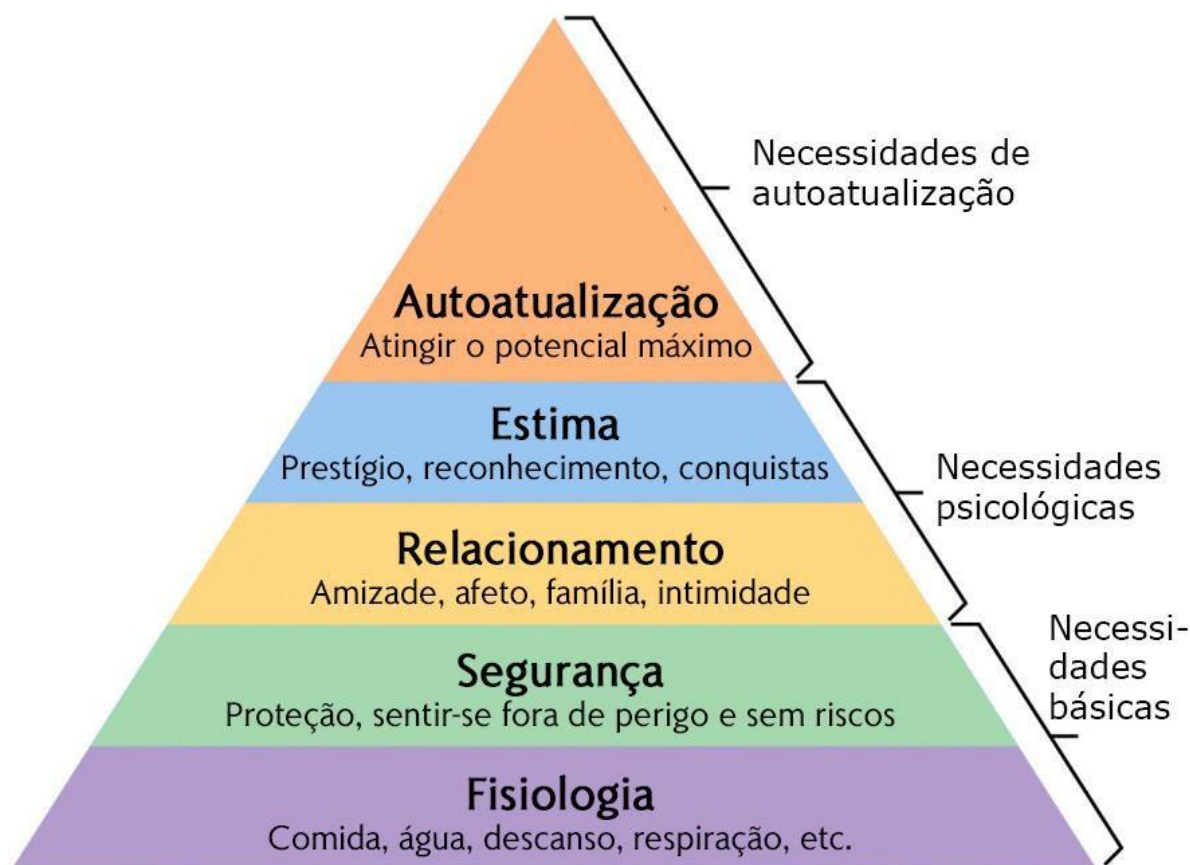 Necessidades de
autoatualização
Autoatualização
Atingir o potencial máximo
Estima
Prestígio, reconhecimento, conquistas
Necessidades
psicológicas
Relacionamento
Amizade, afeto, família, intimidade
Segurança
Proteção, sentir-se fora de perigo e sem riscos
Necessi-
dades
básicas
Fisiologia
Comida, água, descanso, respiração, etc.